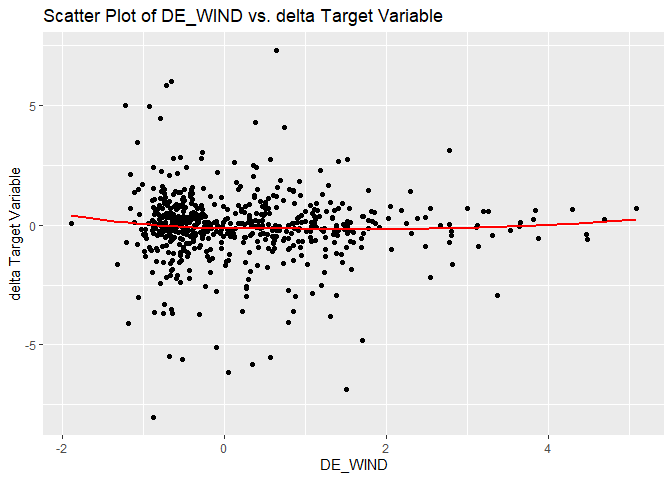 Scatter Plot of DE_WIND vs. delta Target Variable
delta Target Variable
5
0
-5
-2
0
2
4
DE_WIND